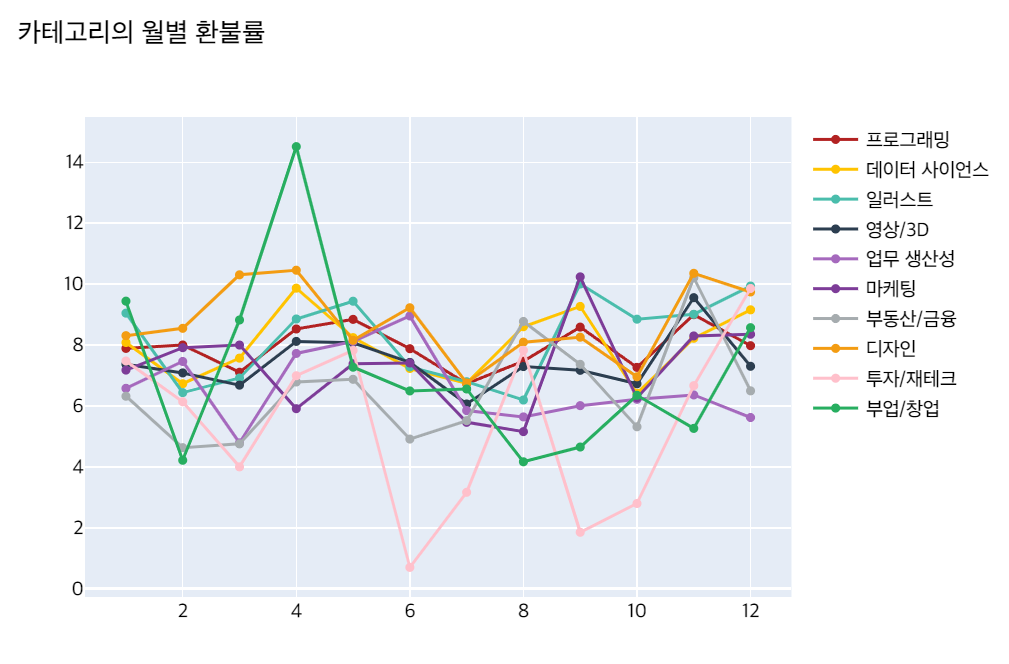 카테고리의 월별 환불률
14
12
10
8
6
4
2
0
2
4
6
8
10
12
프로그래밍
데이터 사이언스
일러스트
영상/3D
업무 생산성
마케팅
부동산/금융
디자인
투자/재테크
부업/창업